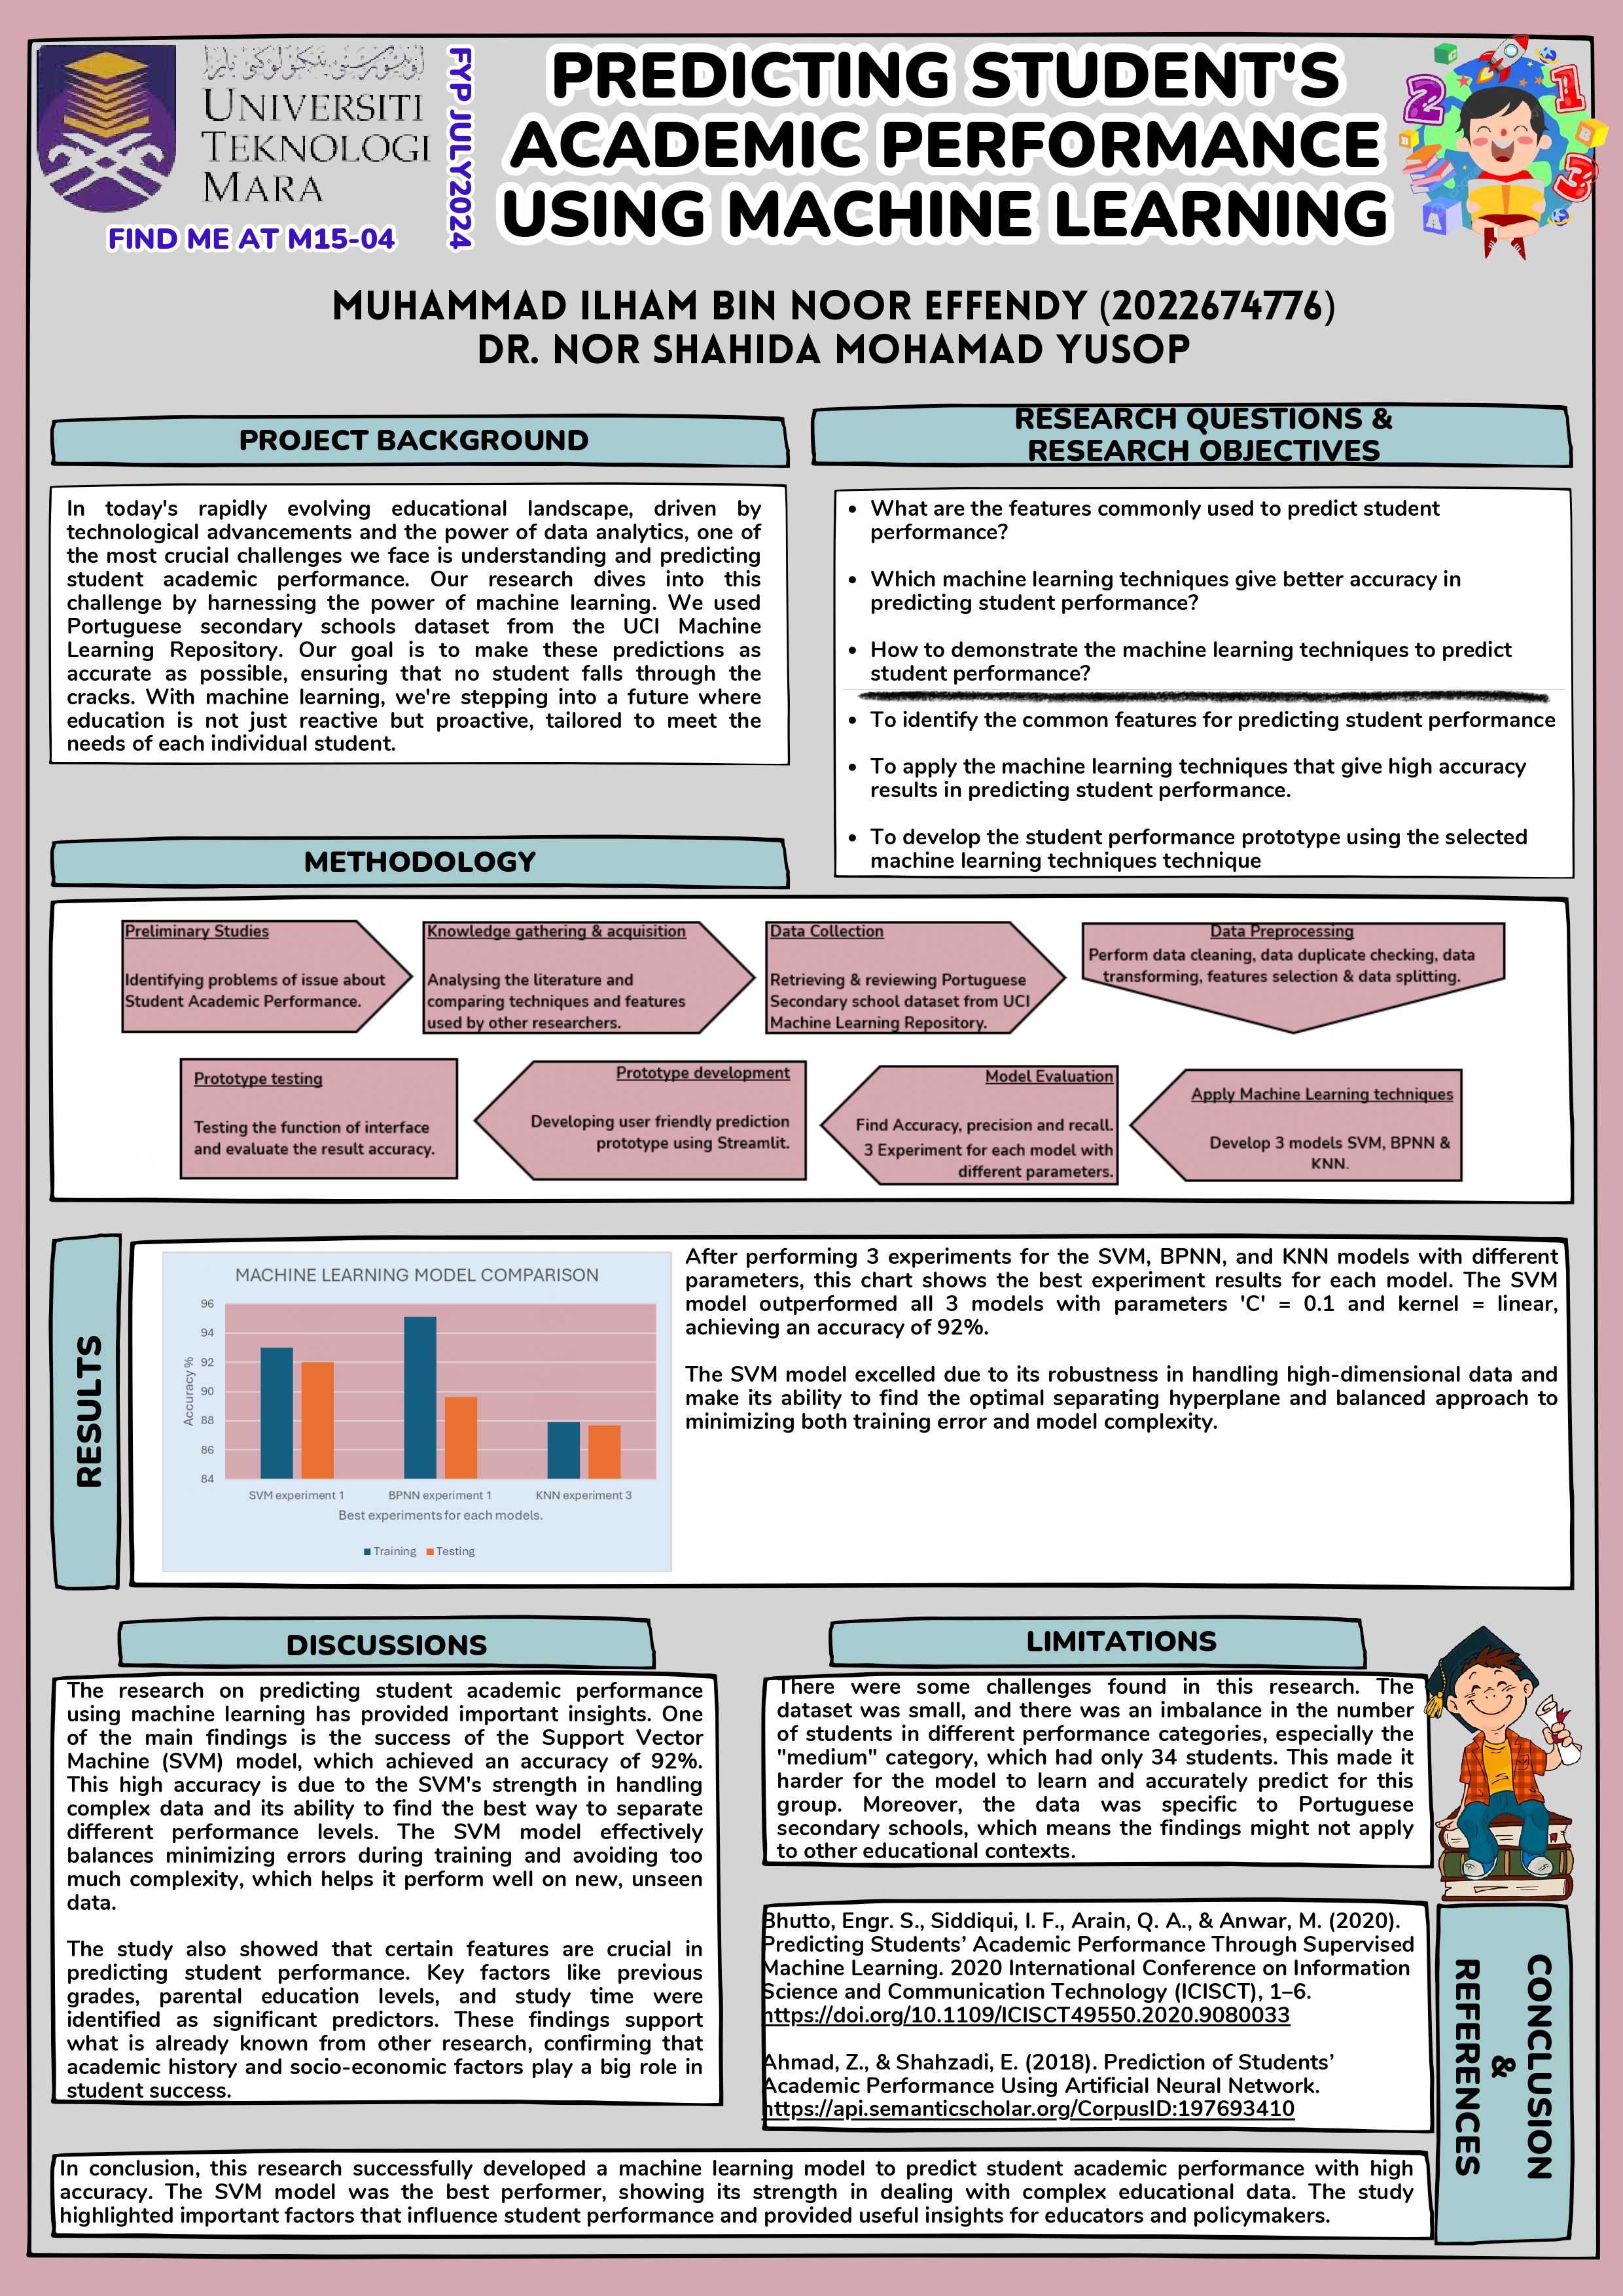 UNIVERSITI
TEKNOLOGI
MARA
FIND ME AT M15-04
FYP JULY2024
PREDICTING STUDENT'S
ACADEMIC PERFORMANCE
USING MACHINE LEARNING
MUHAMMAD ILHAM BIN NOOR EFFENDY (2022674776)
DR. NOR SHAHIDA MOHAMAD YUSOP
PROJECT BACKGROUND
In today's rapidly evolving educational landscape, driven by
technological advancements and the power of data analytics, one of
the most crucial challenges we face is understanding and predicting
student academic performance. Our research dives into this
challenge by harnessing the power of machine learning. We used
Portuguese secondary schools dataset from the UCI Machine
Learning Repository. Our goal is to make these predictions as
accurate as possible, ensuring that no student falls through the
cracks. With machine learning, we're stepping into a future where
education is not just reactive but proactive, tailored to meet the
needs of each individual student.
RESEARCH QUESTIONS &
RESEARCH OBJECTIVES
• What are the features commonly used to predict student
performance?
• Which machine learning techniques give better accuracy in
predicting student performance?
• How to demonstrate the machine learning techniques to predict
student performance?
• To identify the common features for predicting student performance
• To apply the machine learning techniques that give high accuracy
results in predicting student performance.
• To develop the student performance prototype using the selected
machine learning techniques technique
METHODOLOGY
Preliminary Studies
Identifying problems of issue about
Student Academic Performance.
Knowledge gathering & acquisition
Analysing the literature and
comparing techniques and features
used by other researchers.
Data Collection
Retrieving & reviewing Portuguese
Secondary school dataset from UCI
Machine Learning Repository.
Data Preprocessing
Perform data cleaning, data duplicate checking, data
transforming, features selection & data splitting.
Apply Machine Learning techniques
Develop 3 models SVM, BPNN &
KNN.
Model Evaluation
Find Accuracy, precision and recall.
3 Experiment for each model with
different parameters.
Prototype development
Developing user friendly prediction
prototype using Streamlit.
Prototype testing
Testing the function of interface
and evaluate the result accuracy.
RESULTS
MACHINE LEARNING MODEL COMPARISON
Accuracy %
96
94
92
90
88
86
84
SVM experiment 1
BPNN experiment 1
KNN experiment 3
Best experiments for each models.
Training
Testing
After performing 3 experiments for the SVM, BPNN, and KNN models with different
parameters, this chart shows the best experiment results for each model. The SVM
model outperformed all 3 models with parameters 'C' = 0.1 and kernel = linear,
achieving an accuracy of 92%.
The SVM model excelled due to its robustness in handling high-dimensional data and
make its ability to find the optimal separating hyperplane and balanced approach to
minimizing both training error and model complexity.
DISCUSSIONS
The research on predicting student academic performance
using machine learning has provided important insights. One
of the main findings is the success of the Support Vector
Machine (SVM) model, which achieved an accuracy of 92%.
This high accuracy is due to the SVM's strength in handling
complex data and its ability to find the best way to separate
different performance levels. The SVM model effectively
balances minimizing errors during training and avoiding too
much complexity, which helps it perform well on new, unseen
data.
The study also showed that certain features are crucial in
predicting student performance. Key factors like previous
grades, parental education levels, and study time were
identified as significant predictors. These findings support
what is already known from other research, confirming that
academic history and socio-economic factors play a big role in
student success.
LIMITATIONS
There were some challenges found in this research. The
dataset was small, and there was an imbalance in the number
of students in different performance categories, especially the
"medium" category, which had only 34 students. This made it
harder for the model to learn and accurately predict for this
group. Moreover, the data was specific to Portuguese
secondary schools, which means the findings might not apply
to other educational contexts.
Bhutto, Engr. S., Siddiqui, I. F., Arain, Q. A., & Anwar, M. (2020).
Predicting Students’ Academic Performance Through Supervised
Machine Learning. 2020 International Conference on Information
Science and Communication Technology (ICISCT), 1–6.
https://doi.org/10.1109/ICISCT49550.2020.9080033
Ahmad, Z., & Shahzadi, E. (2018). Prediction of Students’
Academic Performance Using Artificial Neural Network.
https://api.semanticscholar.org/CorpusID:197693410
CONCLUSION
&
REFERENCES
In conclusion, this research successfully developed a machine learning model to predict student academic performance with high
accuracy. The SVM model was the best performer, showing its strength in dealing with complex educational data. The study
highlighted important factors that influence student performance and provided useful insights for educators and policymakers.